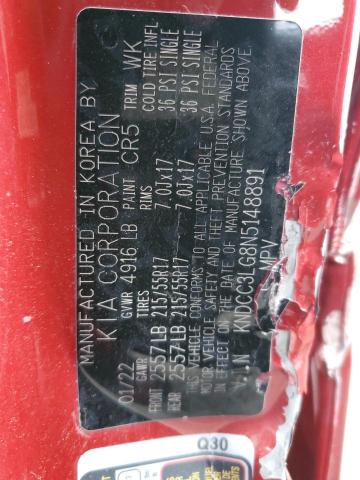 MANUFACTURED IN KOREA BY
KIA CORPORATION
01/22 GVWR 4916 LB PAINT CR5 TRIM WK
GAWR TIRES RIMS COLD TIRE INFL
FRONT 2557LB 215/55R17 7.0JX17 36 PSI SINGLE
REAR 2557LB 215/55R17 7.0JX17 36 PSI SINGLE
THIS VEHICLE CONFORMS TO ALL APPLICABLE U.S.A. FEDERAL
MOTOR VEHICLE SAFETY AND THEFT PREVENTION STANDARDS
IN EFFECT ON THE DATE OF MANUFACTURE SHOWN ABOVE.
V.I.N KNDCC3LG8N5148891
MPV
Q30